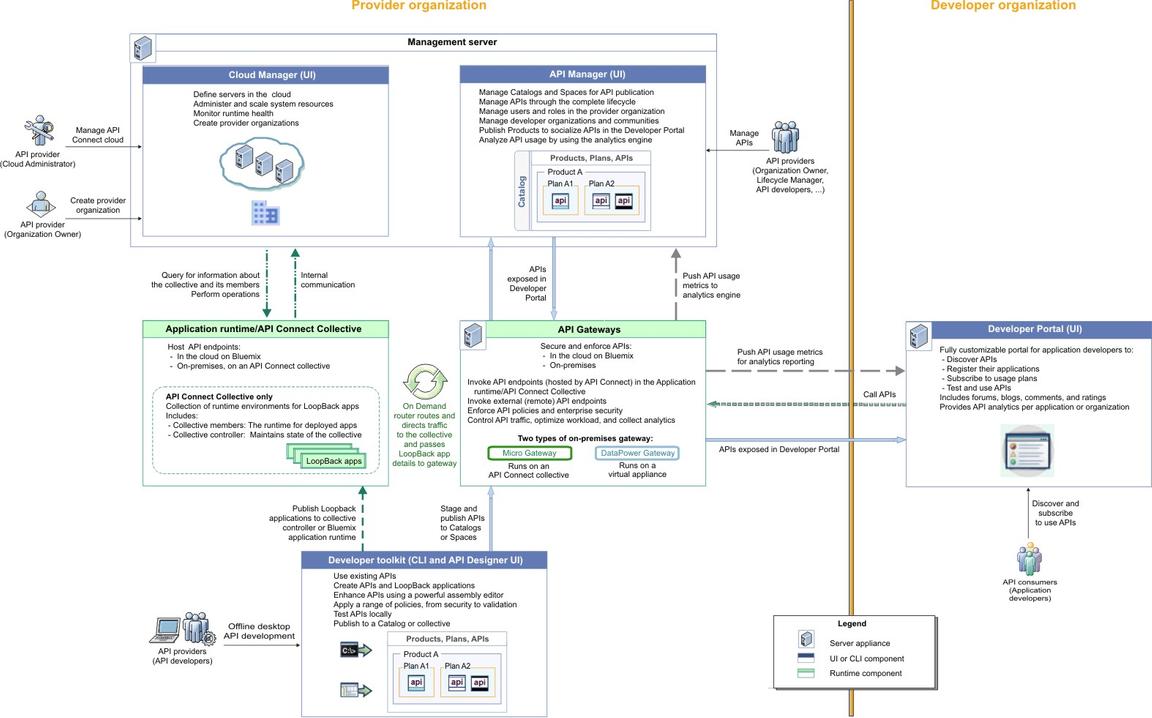 Provider organization
Developer organization
Management server
Cloud Manager (UI)
Define servers in the cloud
Administer and scale system resources
Monitor runtime health
Create provider organizations
API Manager (UI)
Manage Catalogs and Spaces for API publication
Manage APIs through the complete lifecycle
Manage users and roles in the provider organization
Manage developer organizations and communities
Publish Products to socialize APIs in the Developer Portal
Analyze API usage by using the analytics engine
Catalog
Products, Plans, APIs
Product A
Plan A1
Plan A2
api
api
api
Manage API
Connect cloud
API provider
(Cloud Administrator)
Create provider
organization
API provider
(Organization Owner)
Manage
APIs
API providers
(Organization Owner,
Lifecycle Manager,
API developers, ...)
Query for information about
the collective and its members
Perform operations
Internal
communication
APIs
exposed in
Developer
Portal
Push API usage
metrics to
analytics engine
Application runtime/API Connect Collective
Host API endpoints:
- In the cloud on Bluemix
- On-premises, on an API Connect collective
API Connect Collective only
Collection of runtime environments for LoopBack apps
Includes:
- Collective members: The runtime for deployed apps
- Collective controller: Maintains state of the collective
LoopBack apps
On Demand
router routes and
directs traffic
to the collective
and passes
LoopBack app
details to gateway
API Gateways
Secure and enforce APIs:
- In the cloud on Bluemix
- On-premises
Invoke API endpoints (hosted by API Connect) in the Application
runtime/API Connect Collective
Invoke external (remote) API endpoints
Enforce API policies and enterprise security
Control API traffic, optimize workload, and collect analytics
Two types of on-premises gateway:
Micro Gateway
DataPower Gateway
Runs on an
API Connect collective
Runs on a
virtual appliance
Push API usage metrics
for analytics reporting
Call APIs
APIs exposed in Developer Portal
Developer Portal (UI)
Fully customizable portal for application developers to:
- Discover APIs
- Register their applications
- Subscribe to usage plans
- Test and use APIs
Includes forums, blogs, comments, and ratings
Provides API analytics per application or organization
Discover and
subscribe
to use APIs
API consumers
(Application
developers)
Publish Loopback
applications to collective
controller or Bluemix
application runtime
Stage and
publish APIs
to Catalogs
or Spaces
Developer toolkit (CLI and API Designer UI)
Use existing APIs
Create APIs and LoopBack applications
Enhance APIs using a powerful assembly editor
Apply a range of policies, from security to validation
Test APIs locally
Publish to a Catalog or collective
C:\>
Products, Plans, APIs
Product A
Plan A1
Plan A2
api
api
api
Offline desktop
API development
API providers
(API developers)
Legend
Server appliance
UI or CLI component
Runtime component